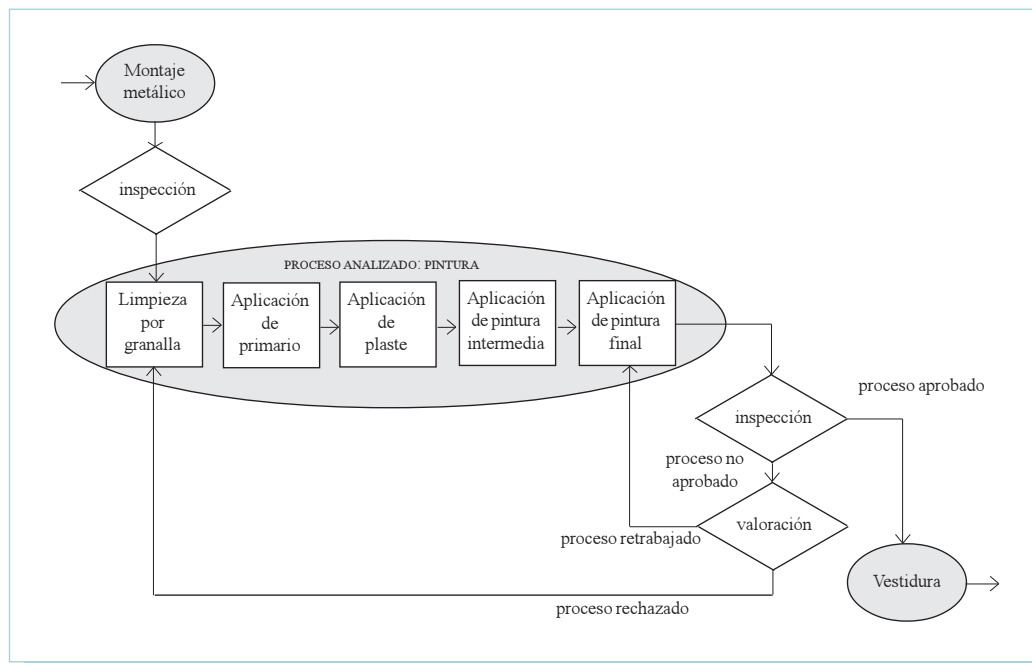 Montaje
metálico
inspección
PROCESO ANALIZADO: PINTURA
Limpieza
por
granalla
Aplicación
de
primario
Aplicación
de
plaste
Aplicación
de pintura
intermedia
Aplicación
de pintura
final
proceso aprobado
inspección
proceso no
aprobado
valoración
proceso retrabajado
Vestidura
proceso rechazado